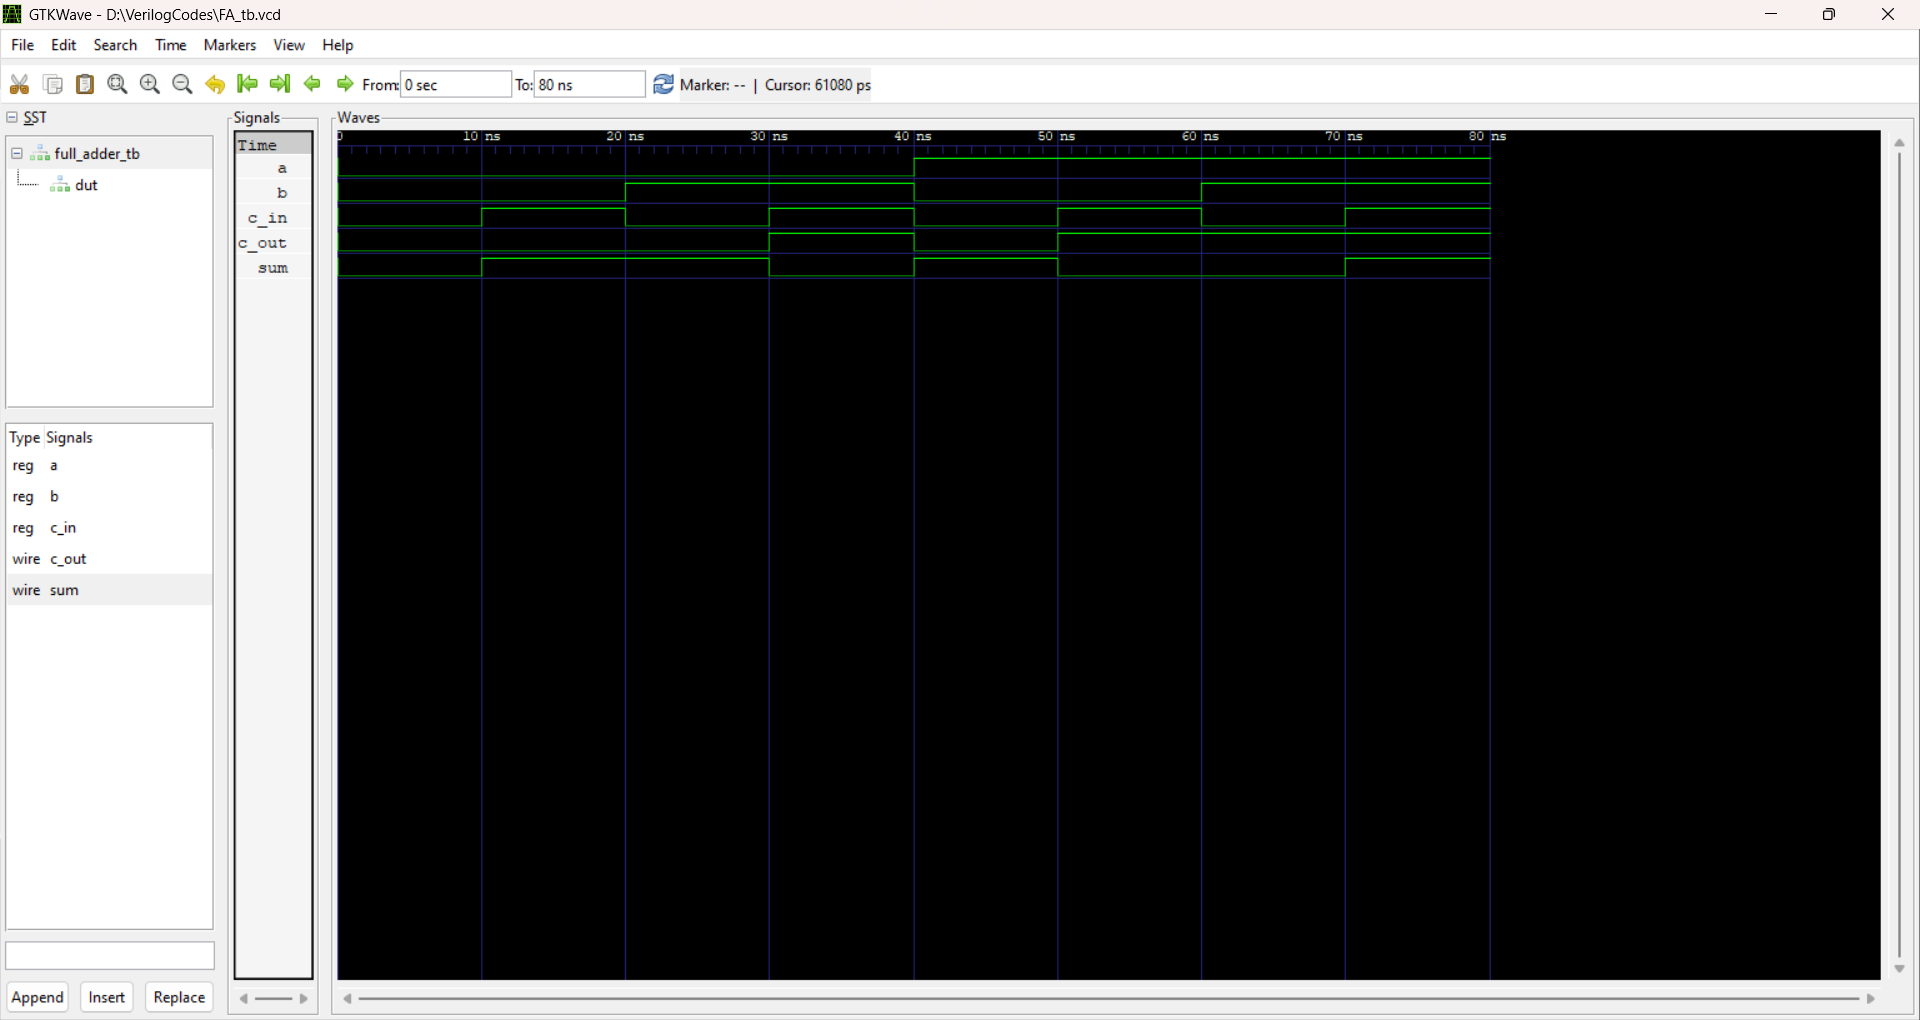 GTKWave - D:\VerilogCodes\FA_tb.vcd
File Edit Search Time Markers View Help
From: 0 sec To: 80 ns Marker: -- | Cursor: 61080 ps
SST
full_adder_tb
dut
Type Signals
reg a
reg b
reg c_in
wire c_out
wire sum
Append Insert Replace
Signals
Time
a
b
c_in
c_out
sum
Waves
0 10 ns 20 ns 30 ns 40 ns 50 ns 60 ns 70 ns 80 ns